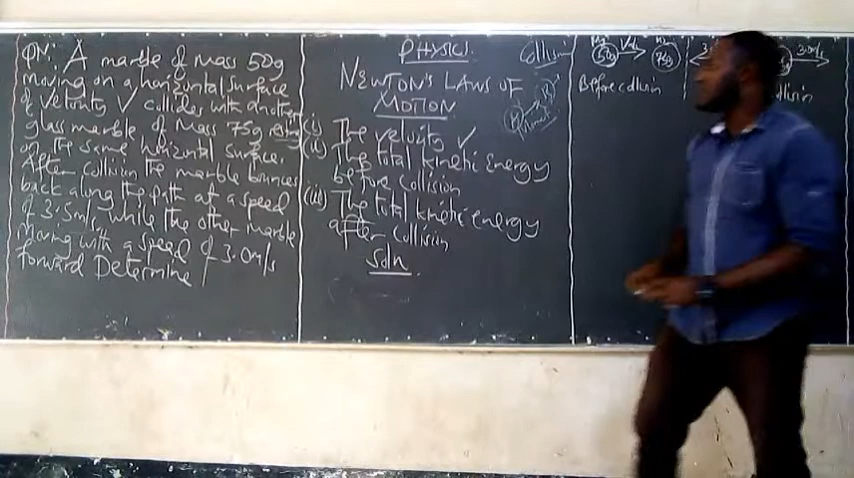 QN: A marble of mass 50g
moving on a horizontal surface
of velocity V collides with another
glass marble of mass 75g
on the same horizontal surface.
After collision the marble bounces
back along the path at a speed
of 3.5m/s, while the other marble
moving with a speed of 3.0m/s
forward Determine
PHYSICS
NEWTON'S LAWS OF
MOTION
(i) The velocity V
(ii) The total kinetic energy
before collision
(iii) The total kinetic energy
after collision
Soln
Collision
50g
75g
Before collision
3.0m/s